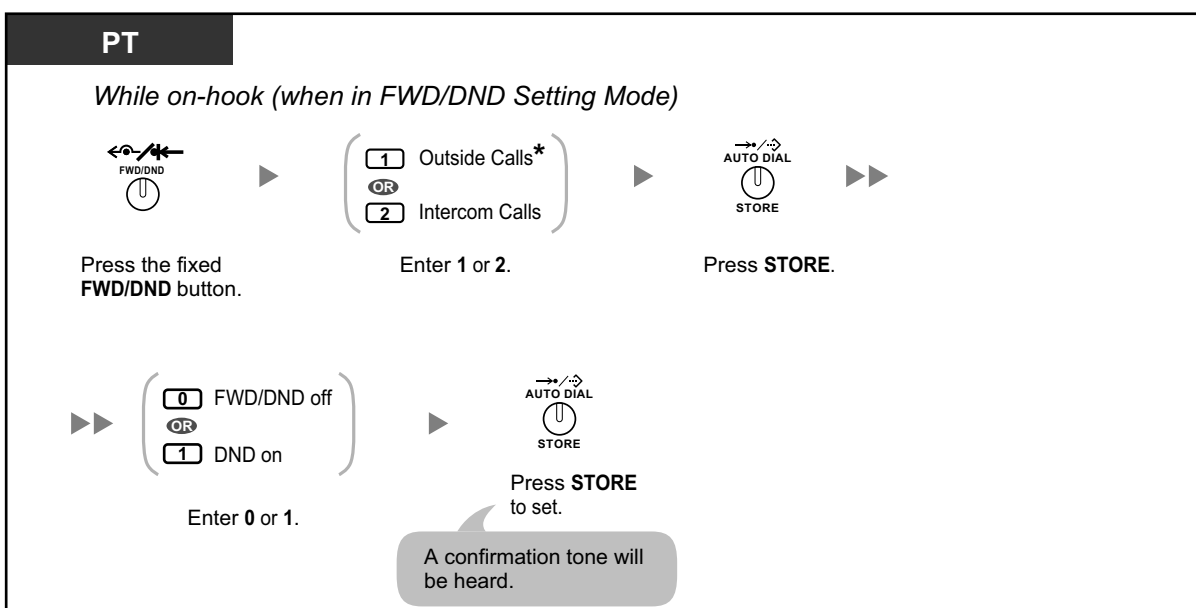 PT
While on-hook (when in FWD/DND Setting Mode)
FWD/DND
1 Outside Calls*
OR
2 Intercom Calls
AUTO DIAL
STORE
Press the fixed
FWD/DND button.
Enter 1 or 2.
Press STORE.
0 FWD/DND off
OR
1 DND on
AUTO DIAL
STORE
Enter 0 or 1.
Press STORE
to set.
A confirmation tone will
be heard.